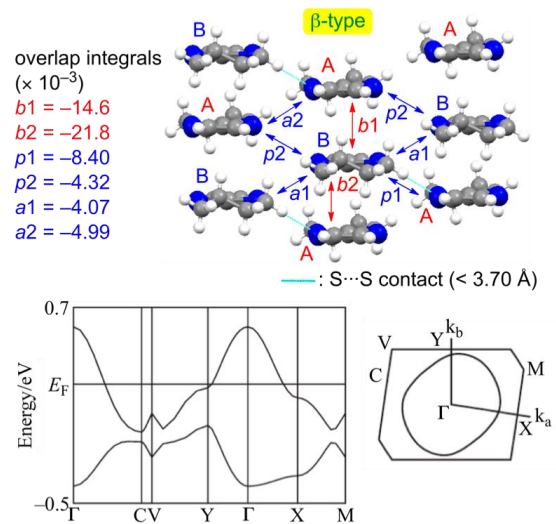 β-type
overlap integrals
(× 10⁻³)
b1 = –14.6
b2 = –21.8
p1 = –8.40
p2 = –4.32
a1 = –4.07
a2 = –4.99
B
A
A
A
a2
b1
p2
p2
B
B
a1
B
a1
b2
p1
A
A
: S···S contact (< 3.70 Å)
0.7
E_F
Energy/eV
–0.5
Γ
C
V
Y
Γ
X
M
V
Y
k_b
C
M
Γ
k_a
X